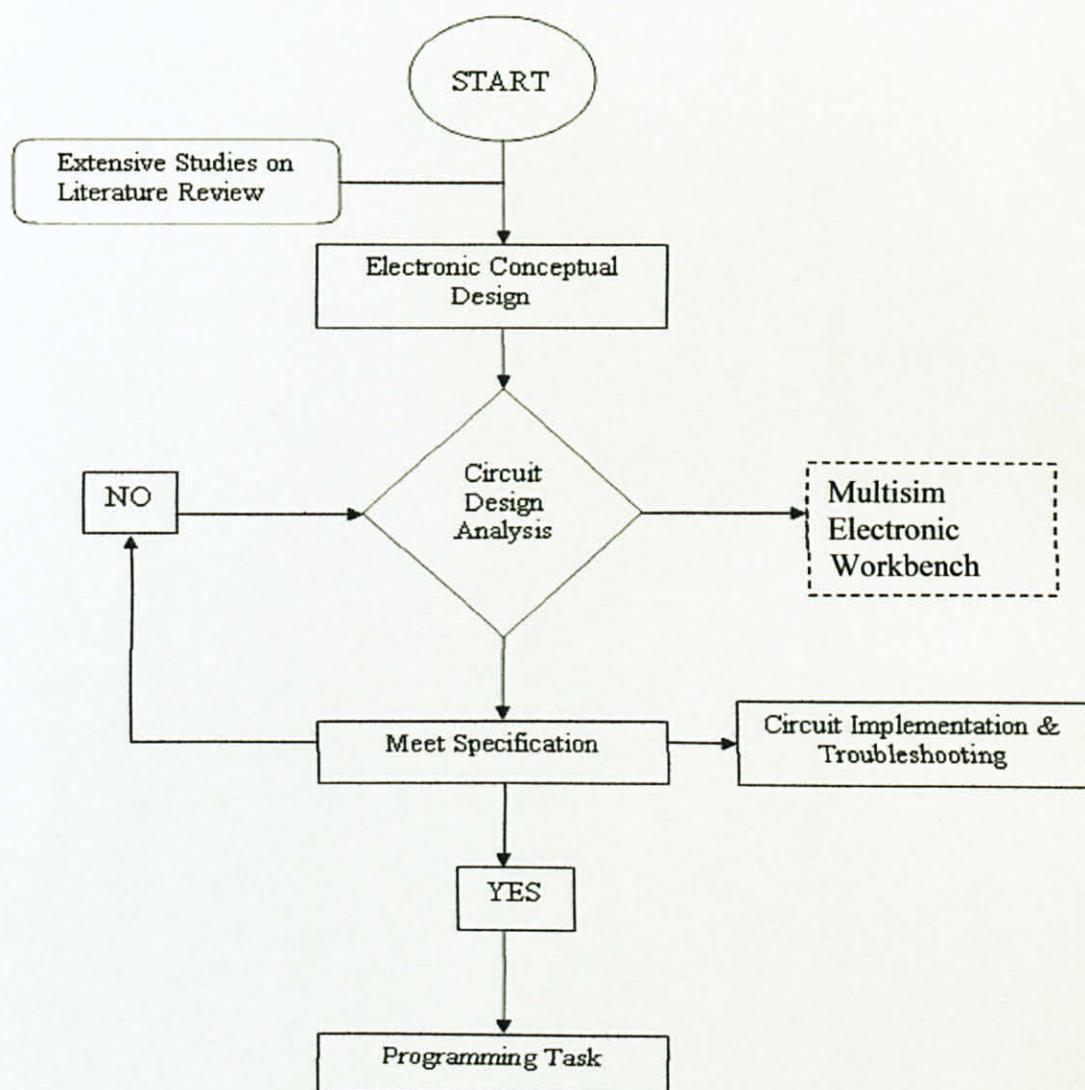 START
Extensive Studies on
Literature Review
Electronic Conceptual
Design
Circuit
Design
Analysis
NO
Multisim
Electronic
Workbench
Meet Specification
Circuit Implementation &
Troubleshooting
YES
Programming Task